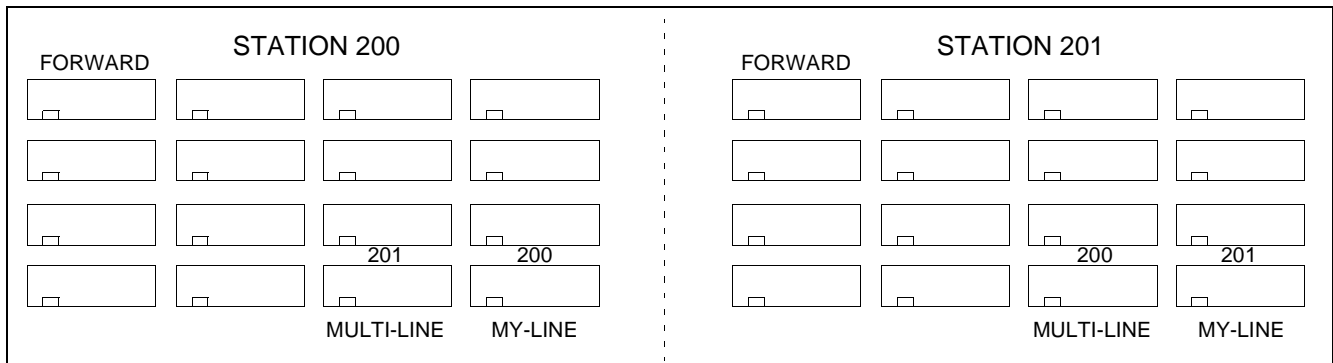 STATION 200
FORWARD
201 200
MULTI-LINE MY-LINE
STATION 201
FORWARD
200 201
MULTI-LINE MY-LINE